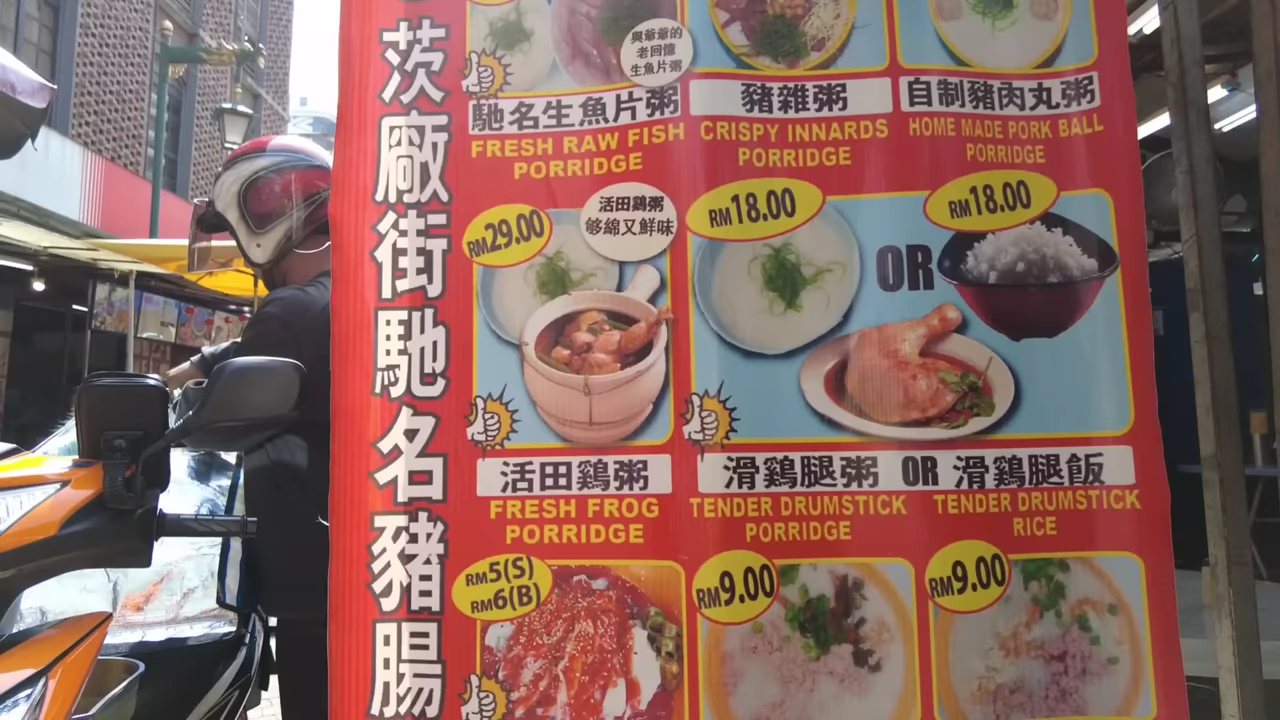 茨廠街馳名豬腸
與爺爺的
老回憶
生魚片粥
馳名生魚片粥
FRESH RAW FISH
PORRIDGE
豬雜粥
CRISPY INNARDS
PORRIDGE
自制豬肉丸粥
HOME MADE PORK BALL
PORRIDGE
RM29.00
活田鷄粥
够綿又鮮味
活田鷄粥
FRESH FROG
PORRIDGE
RM18.00
OR
RM18.00
滑鷄腿粥 OR 滑鷄腿飯
TENDER DRUMSTICK
PORRIDGE
TENDER DRUMSTICK
RICE
RM5(S)
RM6(B)
RM9.00
RM9.00